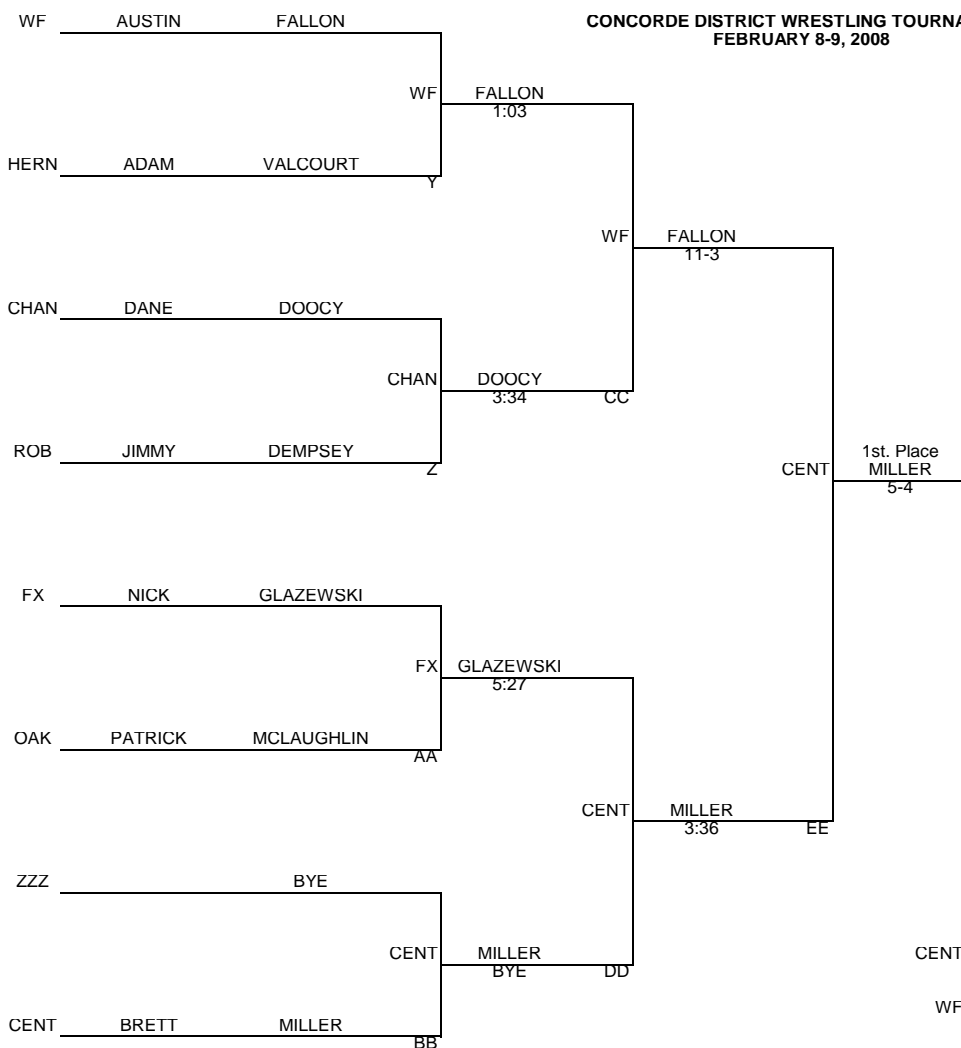 WF AUSTIN FALLON
CONCORDE DISTRICT WRESTLING TOURNA
FEBRUARY 8-9, 2008
WF FALLON
1:03
HERN ADAM VALCOURT
Y
WF FALLON
11-3
CHAN DANE DOOCY
CHAN DOOCY
3:34 CC
ROB JIMMY DEMPSEY
Z
1st. Place
CENT MILLER
5-4
FX NICK GLAZEWSKI
FX GLAZEWSKI
5:27
OAK PATRICK MCLAUGHLIN
AA
CENT MILLER
3:36 EE
ZZZ BYE
CENT MILLER
BYE DD
CENT
WF
CENT BRETT MILLER
BB